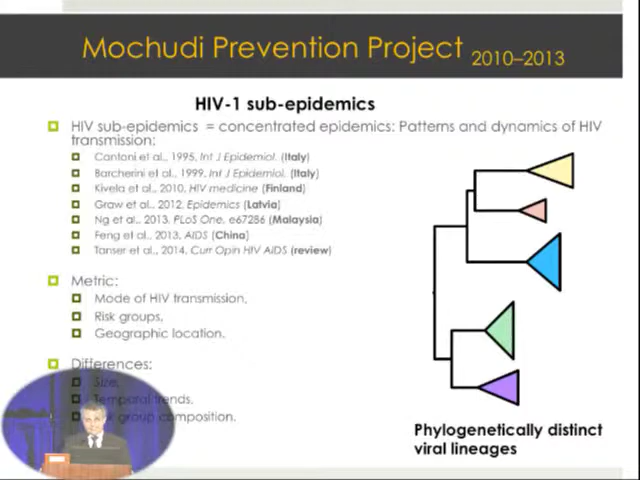 Mochudi Prevention Project 2010–2013
HIV-1 sub-epidemics
HIV sub-epidemics = concentrated epidemics: Patterns and dynamics of HIV
transmission:
Cantoni et al., 1995, Int J Epidemiol. (Italy)
Barcherini et al., 1999, Int J Epidemiol. (Italy)
Kivela et al., 2010, HIV medicine (Finland)
Graw et al., 2012, Epidemics (Latvia)
Ng et al., 2013, PLoS One, e67286 (Malaysia)
Feng et al., 2013, AIDS (China)
Tanser et al., 2014, Curr Opin HIV AIDS (review)
Metric:
Mode of HIV transmission,
Risk groups,
Geographic location.
Differences:
Size,
Temporal trends,
group composition.
Phylogenetically distinct
viral lineages